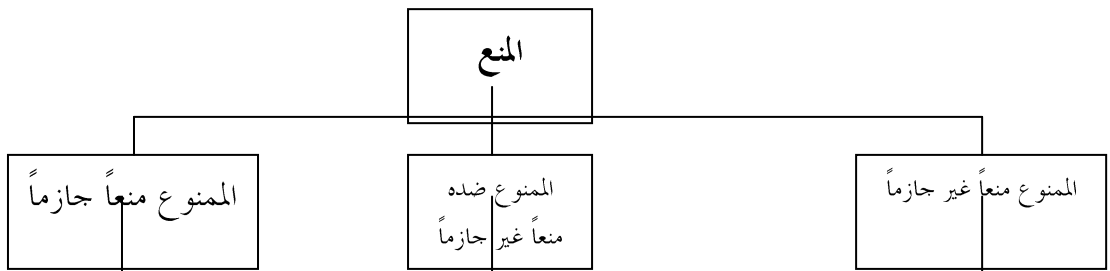 المنع
الممنوع منعاً غير جازماً
الممنوع ضده
منعاً غير جازماً
الممنوع منعاً جازماً